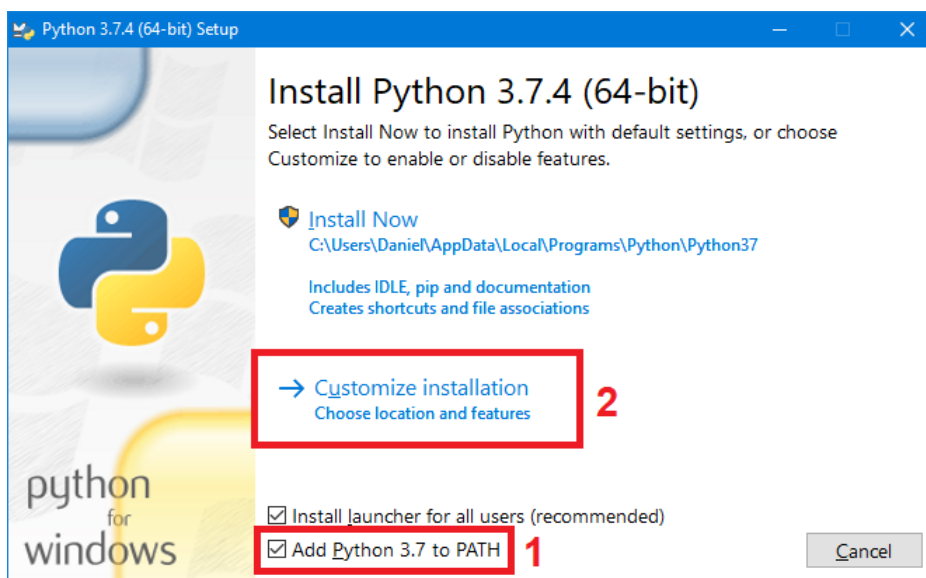 Python 3.7.4 (64-bit) Setup
Install Python 3.7.4 (64-bit)
Select Install Now to install Python with default settings, or choose
Customize to enable or disable features.
Install Now
C:\Users\Daniel\AppData\Local\Programs\Python\Python37
Includes IDLE, pip and documentation
Creates shortcuts and file associations
Customize installation
Choose location and features
2
python
for
windows
Install launcher for all users (recommended)
Add Python 3.7 to PATH
1
Cancel